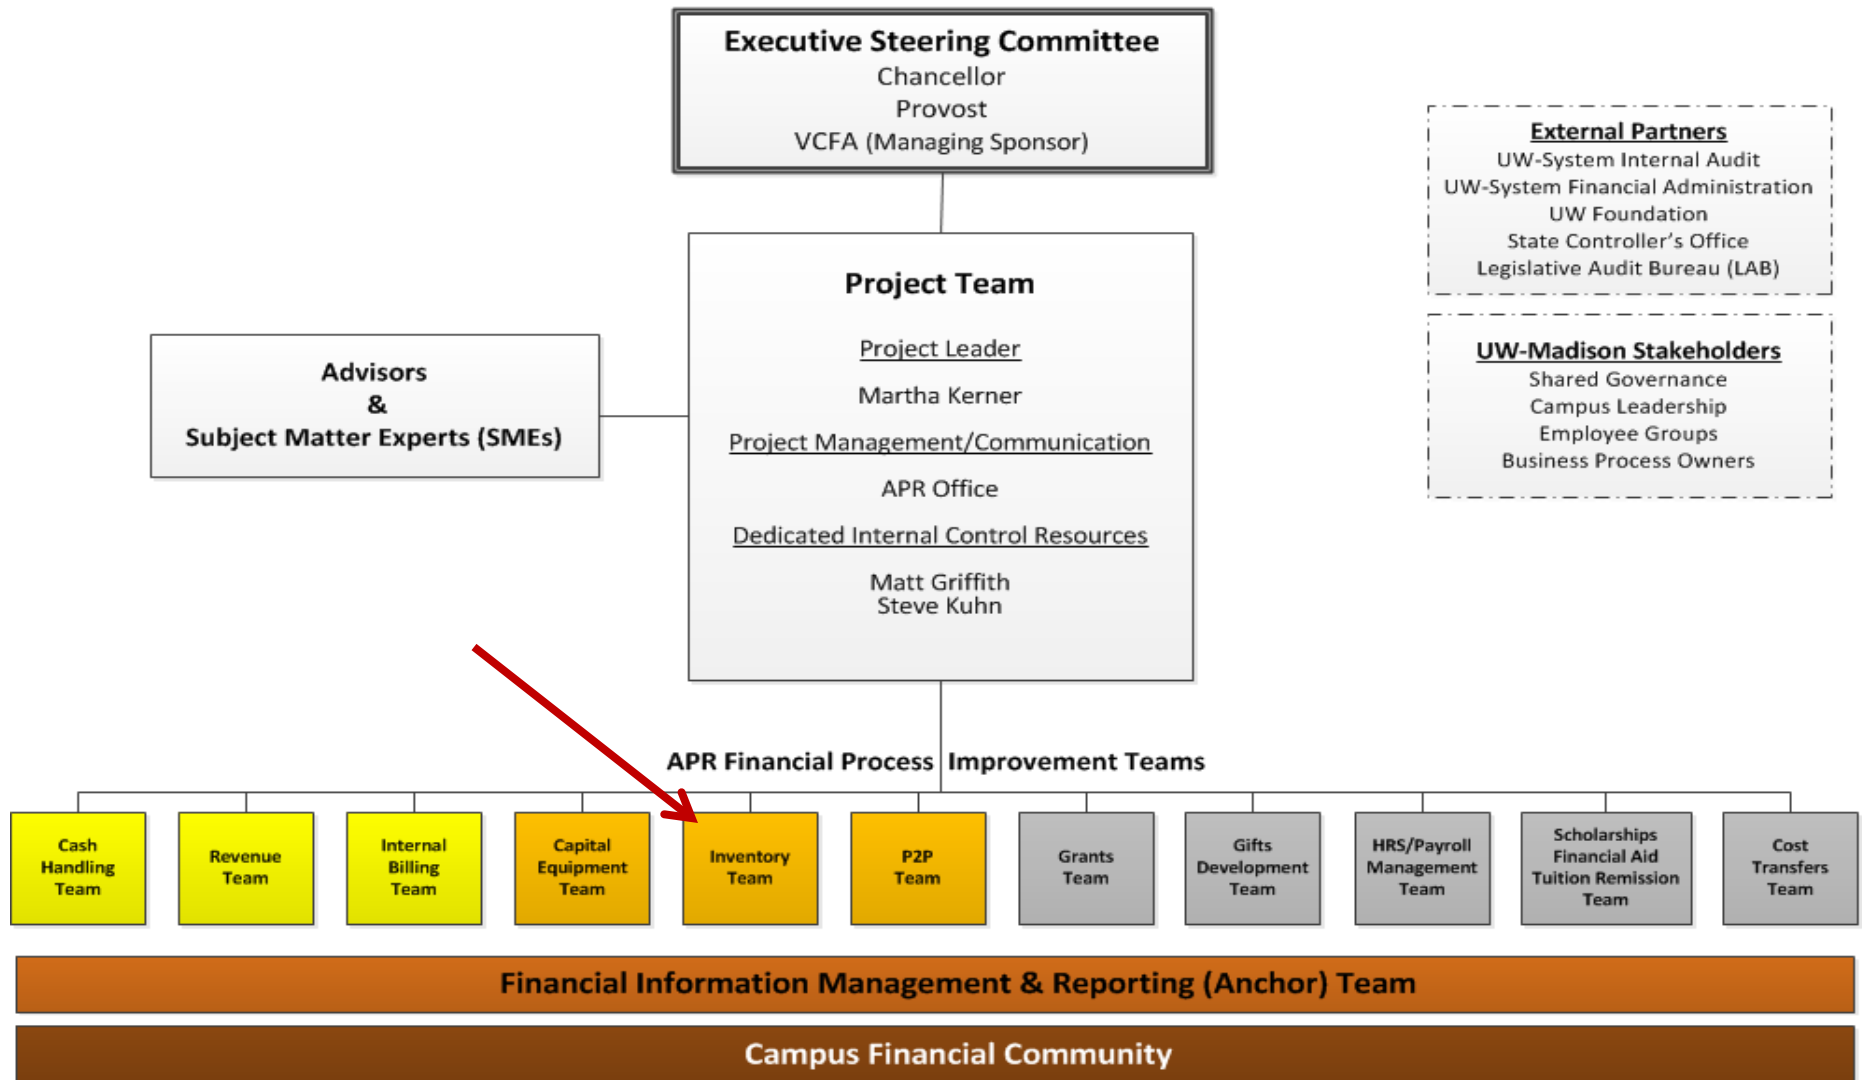 Executive Steering Committee
Chancellor
Provost
VCFA (Managing Sponsor)
External Partners
UW-System Internal Audit
UW-System Financial Administration
UW Foundation
State Controller's Office
Legislative Audit Bureau (LAB)
UW-Madison Stakeholders
Shared Governance
Campus Leadership
Employee Groups
Business Process Owners
Advisors
&
Subject Matter Experts (SMEs)
Project Team
Project Leader
Martha Kerner
Project Management/Communication
APR Office
Dedicated Internal Control Resources
Matt Griffith
Steve Kuhn
APR Financial Process Improvement Teams
Cash
Handling
Team
Revenue
Team
Internal
Billing
Team
Capital
Equipment
Team
Inventory
Team
P2P
Team
Grants
Team
Gifts
Development
Team
HRS/Payroll
Management
Team
Scholarships
Financial Aid
Tuition Remission
Team
Cost
Transfers
Team
Financial Information Management & Reporting (Anchor) Team
Campus Financial Community